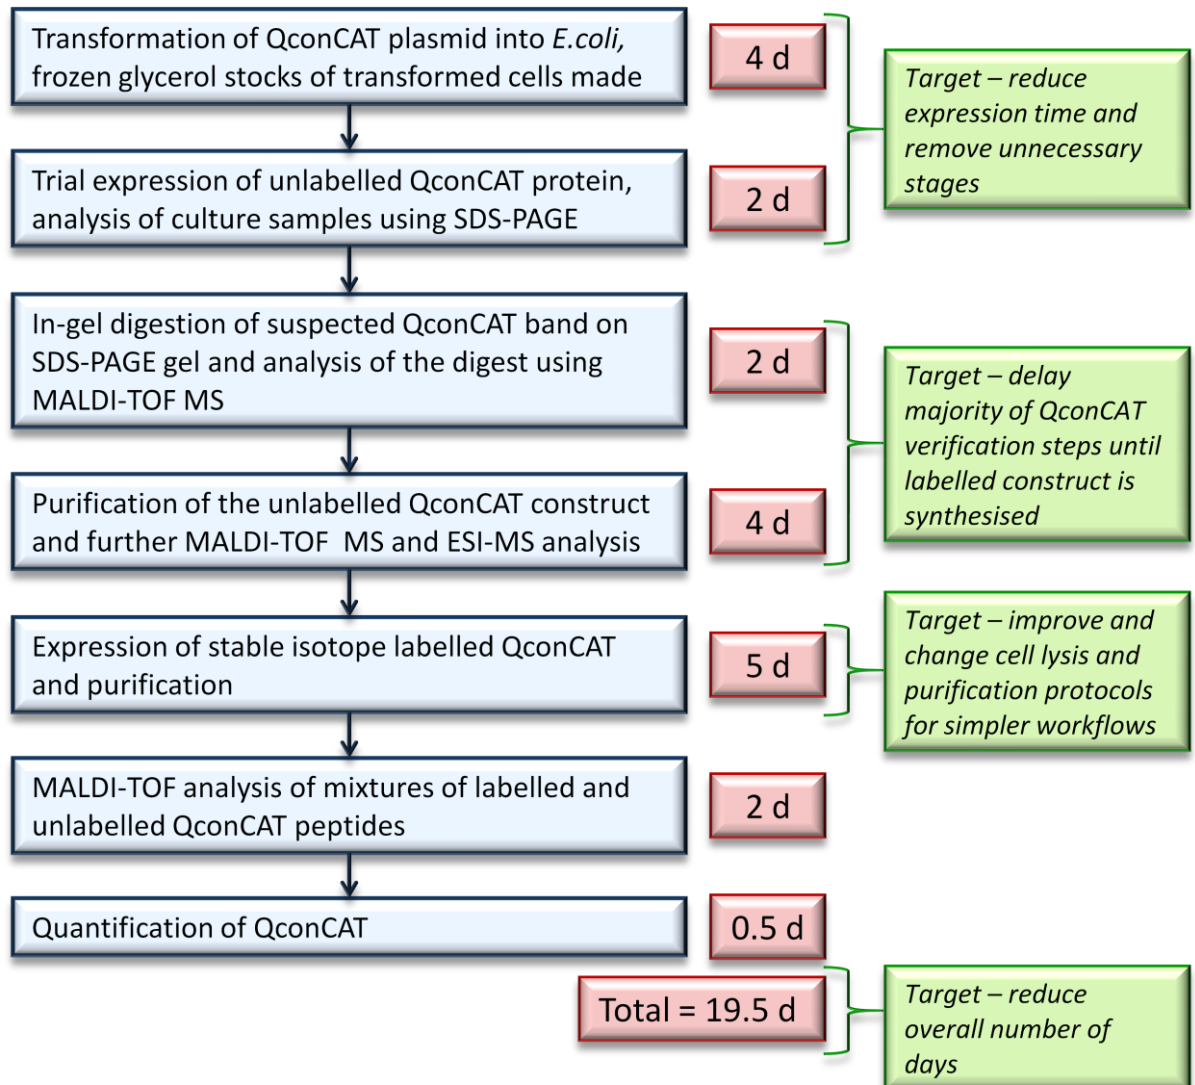 Transformation of QconCAT plasmid into E.coli,
frozen glycerol stocks of transformed cells made
4 d
Target – reduce
expression time and
remove unnecessary
stages
Trial expression of unlabelled QconCAT protein,
analysis of culture samples using SDS-PAGE
2 d
In-gel digestion of suspected QconCAT band on
SDS-PAGE gel and analysis of the digest using
MALDI-TOF MS
2 d
Target – delay
majority of QconCAT
verification steps until
labelled construct is
synthesised
Purification of the unlabelled QconCAT construct
and further MALDI-TOF  MS and ESI-MS analysis
4 d
Expression of stable isotope labelled QconCAT
and purification
5 d
Target – improve and
change cell lysis and
purification protocols
for simpler workflows
MALDI-TOF analysis of mixtures of labelled and
unlabelled QconCAT peptides
2 d
Quantification of QconCAT
0.5 d
Total = 19.5 d
Target – reduce
overall number of
days